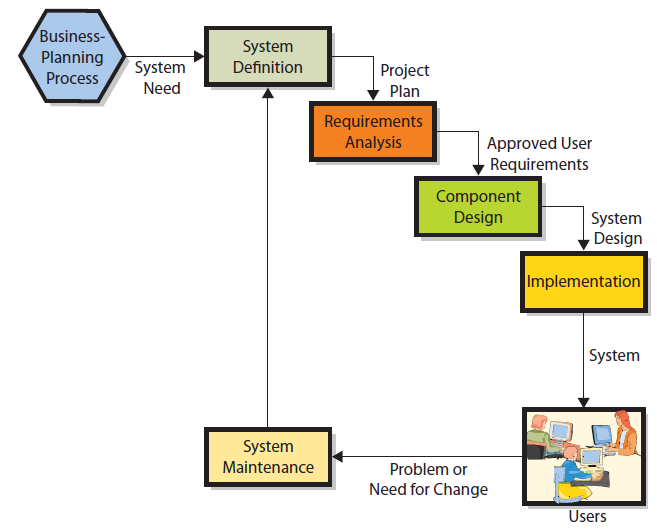 Business-
Planning
Process
System
Need
System
Definition
Project
Plan
Requirements
Analysis
Approved User
Requirements
Component
Design
System
Design
Implementation
System
Users
Problem or
Need for Change
System
Maintenance